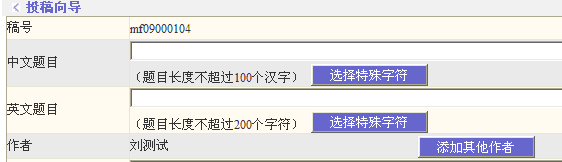 投稿向导
稿号 mf09000104
中文题目
（题目长度不超过100个汉字） 选择特殊字符
英文题目
（题目长度不超过200个字符） 选择特殊字符
作者 刘测试 添加其他作者